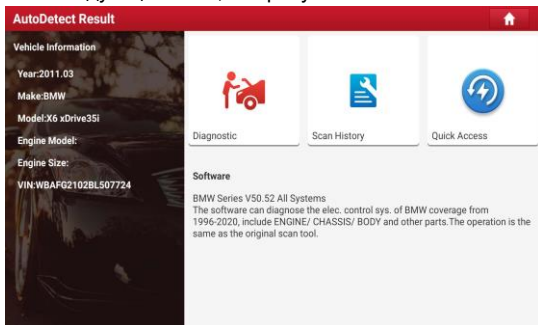 AutoDetect Result
Vehicle Information
Year:2011.03
Make:BMW
Model:X6 xDrive35i
Engine Model:
Engine Size:
VIN:WBAFG2102BL507724
Diagnostic
Scan History
Quick Access
Software
BMW Series V50.52 All Systems
The software can diagnose the elec. control sys. of BMW coverage from
1996-2020, include ENGINE/ CHASSIS/ BODY and other parts.The operation is the
same as the original scan tool.